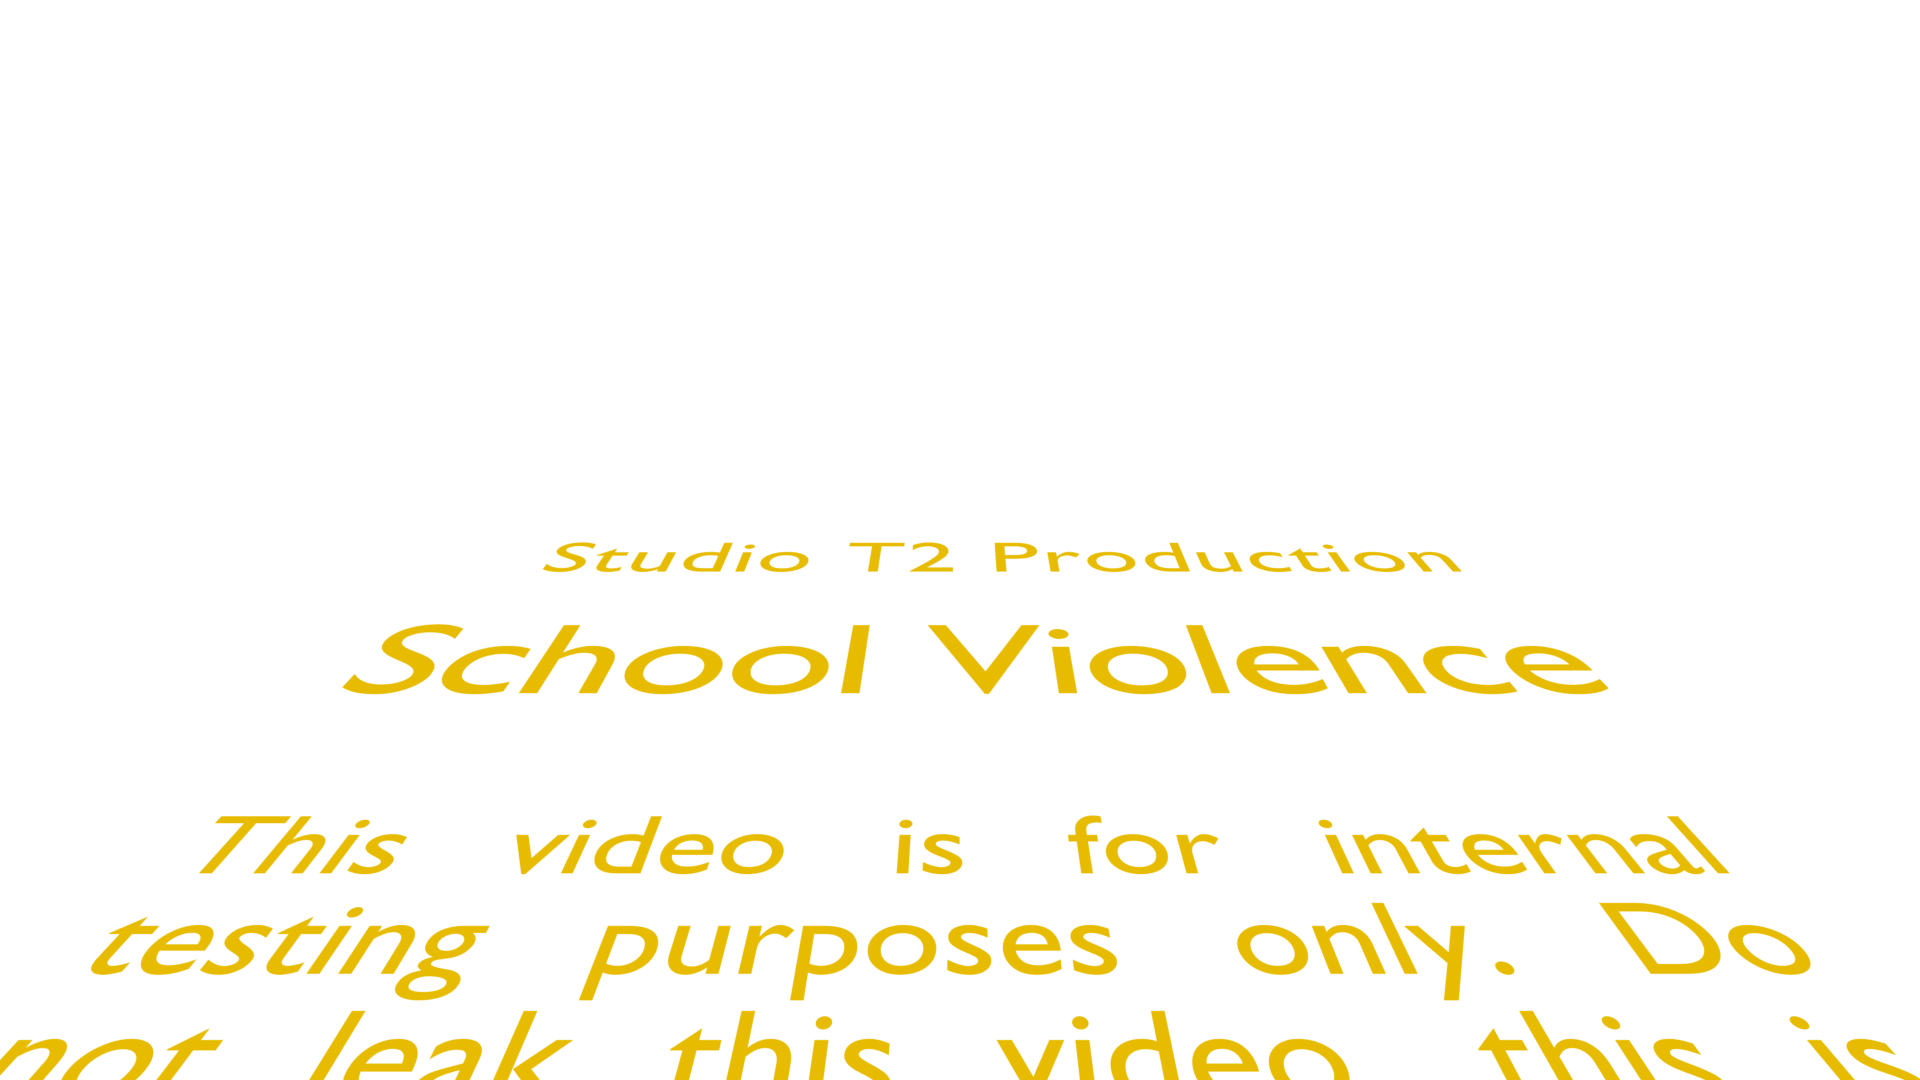 Studio T2 Production
School Violence
This video is for internal
testing purposes only. Do
not leak this video, this is